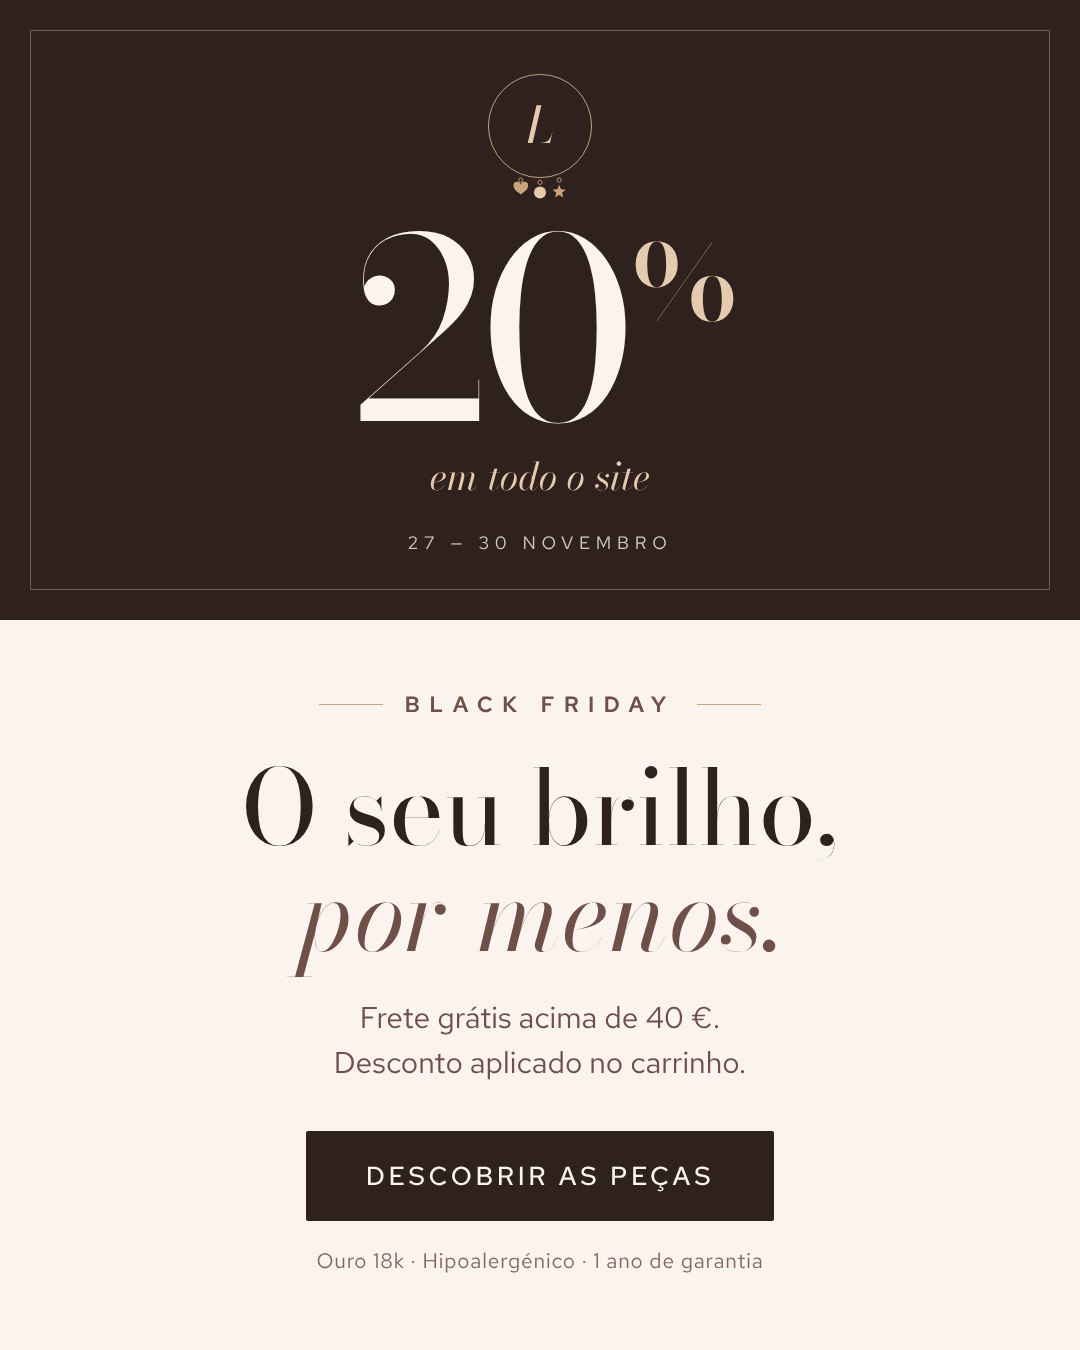 L
20%
em todo o site
27 – 30 NOVEMBRO
BLACK FRIDAY
O seu brilho,
por menos.
Frete grátis acima de 40 €.
Desconto aplicado no carrinho.
DESCOBRIR AS PEÇAS
Ouro 18k · Hipoalergénico · 1 ano de garantia